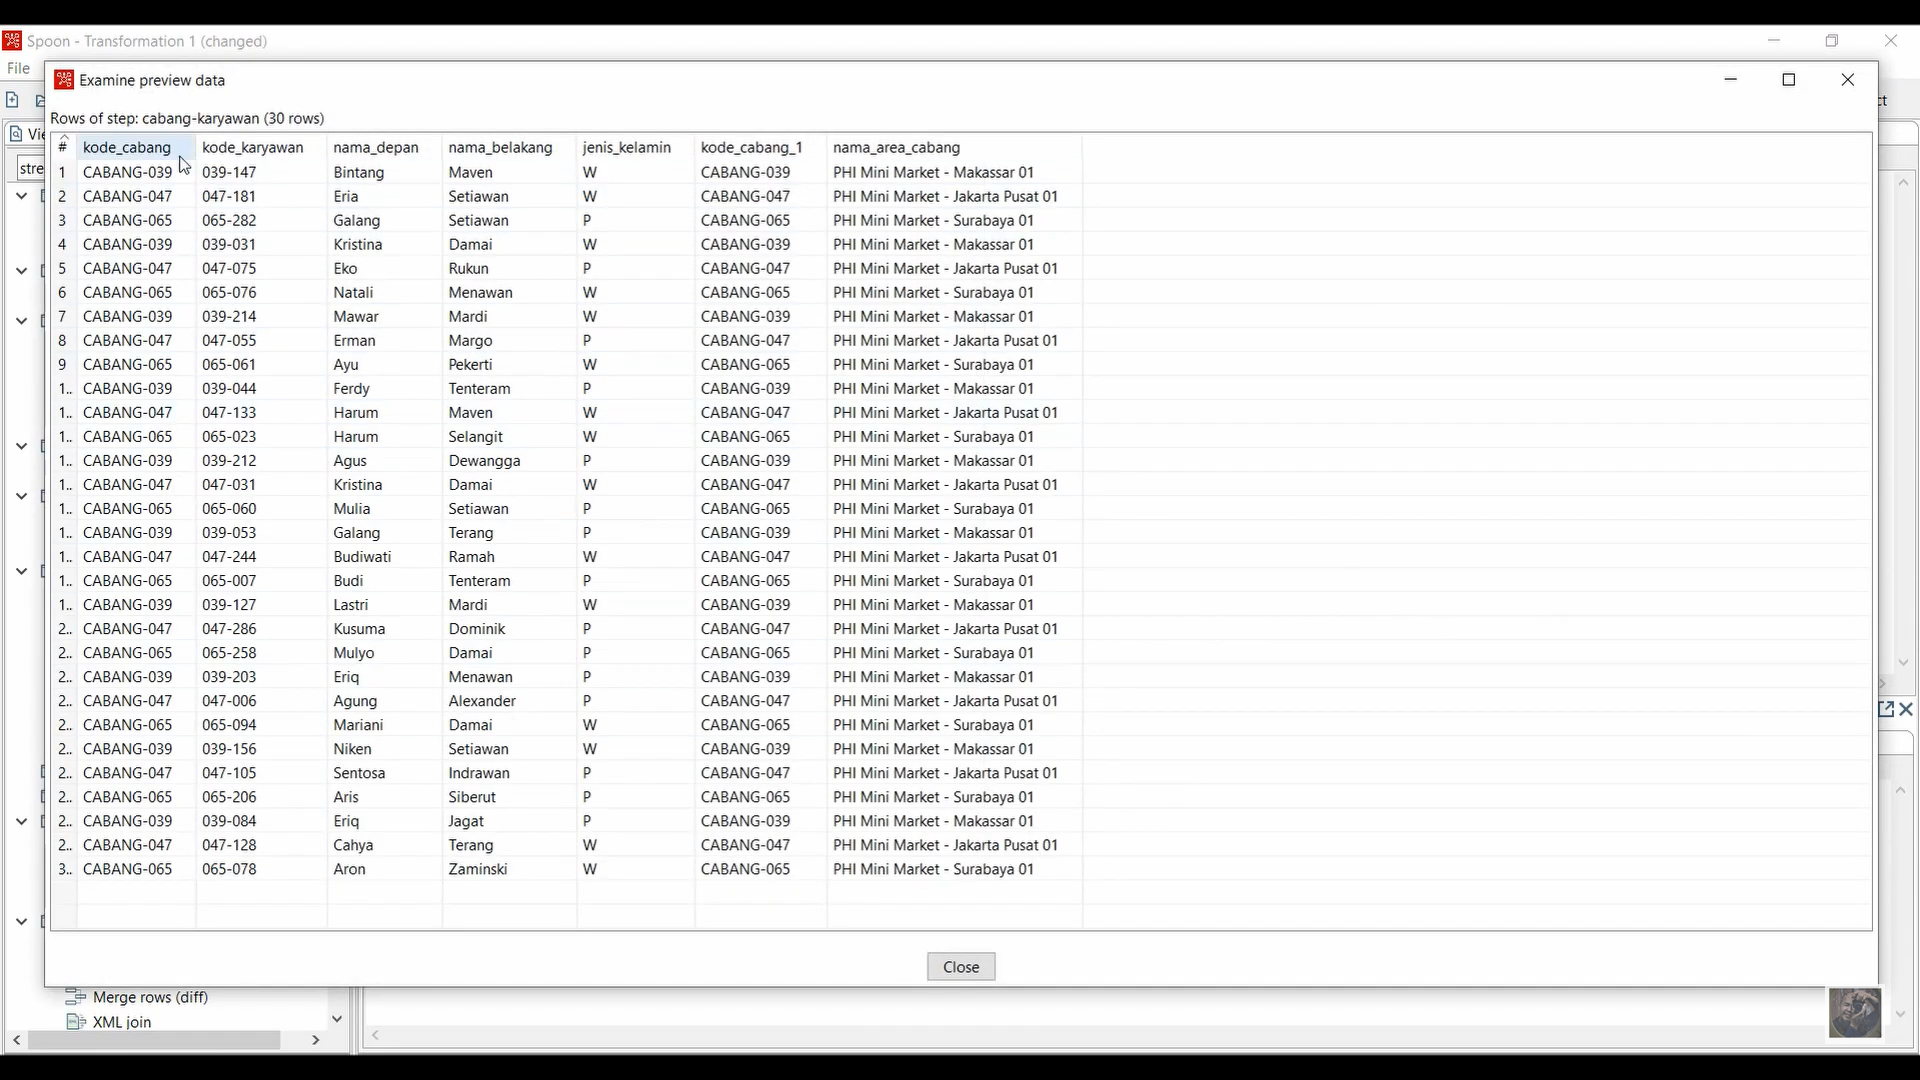 Spoon - Transformation 1 (changed)
File
Examine preview data
ct
Rows of step: cabang-karyawan (30 rows)
Vie
stre
# kode_cabang kode_karyawan nama_depan nama_belakang jenis_kelamin kode_cabang_1 nama_area_cabang
1 CABANG-039 039-147 Bintang Maven W CABANG-039 PHI Mini Market - Makassar 01
2 CABANG-047 047-181 Eria Setiawan W CABANG-047 PHI Mini Market - Jakarta Pusat 01
3 CABANG-065 065-282 Galang Setiawan P CABANG-065 PHI Mini Market - Surabaya 01
4 CABANG-039 039-031 Kristina Damai W CABANG-039 PHI Mini Market - Makassar 01
5 CABANG-047 047-075 Eko Rukun P CABANG-047 PHI Mini Market - Jakarta Pusat 01
6 CABANG-065 065-076 Natali Menawan W CABANG-065 PHI Mini Market - Surabaya 01
7 CABANG-039 039-214 Mawar Mardi W CABANG-039 PHI Mini Market - Makassar 01
8 CABANG-047 047-055 Erman Margo P CABANG-047 PHI Mini Market - Jakarta Pusat 01
9 CABANG-065 065-061 Ayu Pekerti W CABANG-065 PHI Mini Market - Surabaya 01
1.. CABANG-039 039-044 Ferdy Tenteram P CABANG-039 PHI Mini Market - Makassar 01
1.. CABANG-047 047-133 Harum Maven W CABANG-047 PHI Mini Market - Jakarta Pusat 01
1.. CABANG-065 065-023 Harum Selangit W CABANG-065 PHI Mini Market - Surabaya 01
1.. CABANG-039 039-212 Agus Dewangga P CABANG-039 PHI Mini Market - Makassar 01
1.. CABANG-047 047-031 Kristina Damai W CABANG-047 PHI Mini Market - Jakarta Pusat 01
1.. CABANG-065 065-060 Mulia Setiawan P CABANG-065 PHI Mini Market - Surabaya 01
1.. CABANG-039 039-053 Galang Terang P CABANG-039 PHI Mini Market - Makassar 01
1.. CABANG-047 047-244 Budiwati Ramah W CABANG-047 PHI Mini Market - Jakarta Pusat 01
1.. CABANG-065 065-007 Budi Tenteram P CABANG-065 PHI Mini Market - Surabaya 01
1.. CABANG-039 039-127 Lastri Mardi W CABANG-039 PHI Mini Market - Makassar 01
2.. CABANG-047 047-286 Kusuma Dominik P CABANG-047 PHI Mini Market - Jakarta Pusat 01
2.. CABANG-065 065-258 Mulyo Damai P CABANG-065 PHI Mini Market - Surabaya 01
2.. CABANG-039 039-203 Eriq Menawan P CABANG-039 PHI Mini Market - Makassar 01
2.. CABANG-047 047-006 Agung Alexander P CABANG-047 PHI Mini Market - Jakarta Pusat 01
2.. CABANG-065 065-094 Mariani Damai W CABANG-065 PHI Mini Market - Surabaya 01
2.. CABANG-039 039-156 Niken Setiawan W CABANG-039 PHI Mini Market - Makassar 01
2.. CABANG-047 047-105 Sentosa Indrawan P CABANG-047 PHI Mini Market - Jakarta Pusat 01
2.. CABANG-065 065-206 Aris Siberut P CABANG-065 PHI Mini Market - Surabaya 01
2.. CABANG-039 039-084 Eriq Jagat P CABANG-039 PHI Mini Market - Makassar 01
2.. CABANG-047 047-128 Cahya Terang W CABANG-047 PHI Mini Market - Jakarta Pusat 01
3.. CABANG-065 065-078 Aron Zaminski W CABANG-065 PHI Mini Market - Surabaya 01
Close
Merge rows (diff)
XML join